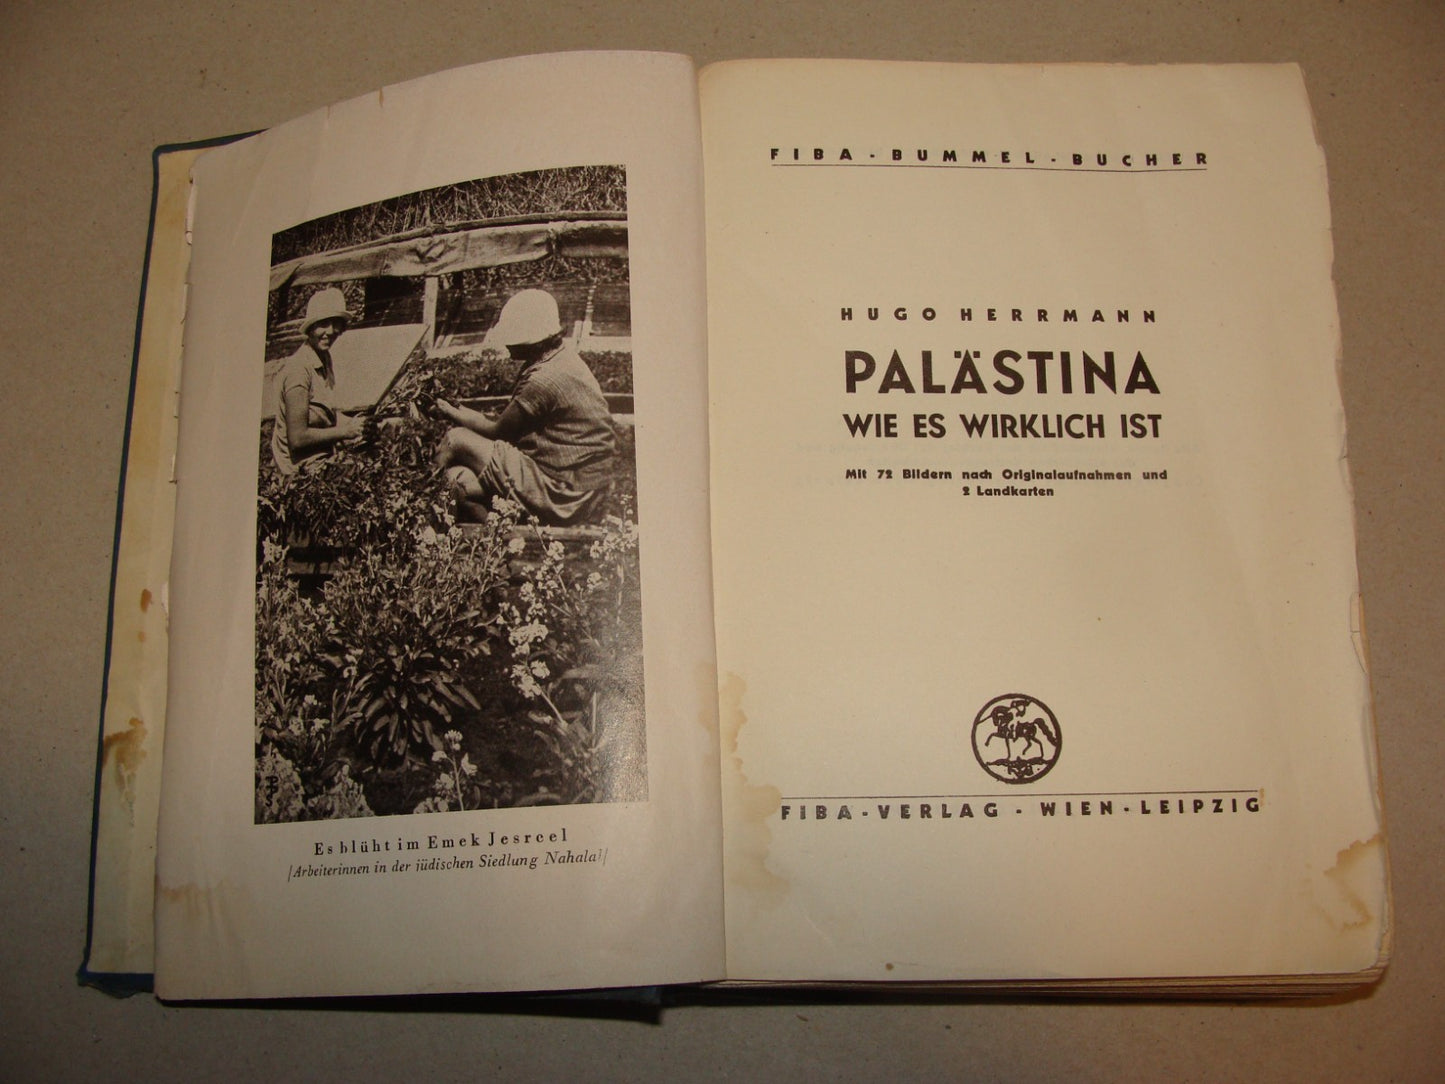 Es blüht im Emek Jesreel
[Arbeiterinnen in der jüdischen Siedlung Nahalal]
FIBA - BUMMEL - BUCHER
HUGO HERRMANN
PALÄSTINA
WIE ES WIRKLICH IST
Mit 72 Bildern nach Originalaufnahmen und
2 Landkarten
FIBA - VERLAG - WIEN - LEIPZIG